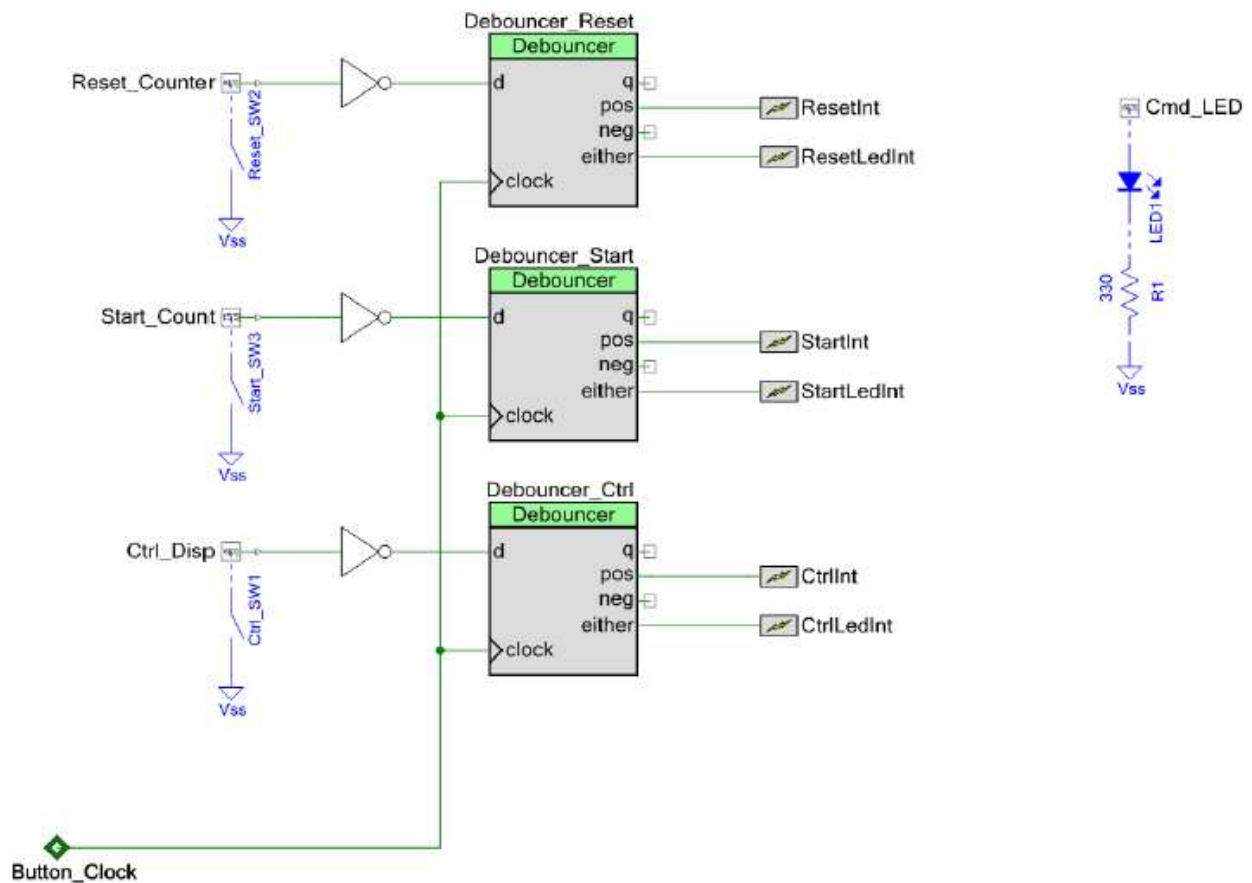 Debouncer_Reset
Debouncer
Reset_Counter
d
q
pos
neg
either
clock
ResetInt
ResetLedInt
Reset_SW2
Vss
Cmd_LED
LED1
330
R1
Vss
Debouncer_Start
Debouncer
Start_Count
d
q
pos
neg
either
clock
StartInt
StartLedInt
Start_SW3
Vss
Debouncer_Ctrl
Debouncer
Ctrl_Disp
d
q
pos
neg
either
clock
CtrlInt
CtrlLedInt
Ctrl_SW1
Vss
Button_Clock